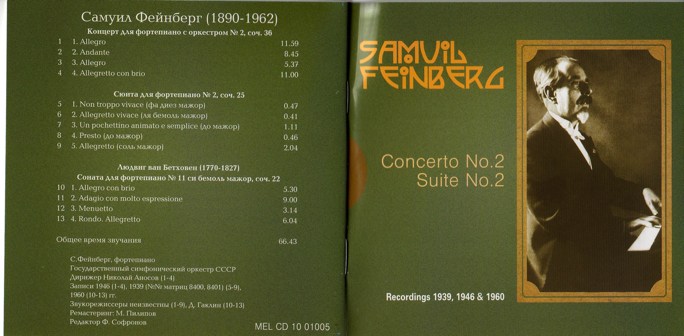 Самуил Фейнберг (1890-1962)
Концерт для фортепиано с оркестром № 2, соч. 36
1 1. Allegro 11.59
2 2. Andante 8.45
3 3. Allegro 5.37
4 4. Allegretto con brio 11.00
Сюита для фортепиано № 2, соч. 25
5 1. Non troppo vivace (фа диез мажор) 0.47
6 2. Allegretto vivace (ля бемоль мажор) 0.41
7 3. Un pochettino animato e semplice (до мажор) 1.11
8 4. Presto (до мажор) 0.46
9 5. Allegretto (соль мажор) 2.04
Людвиг ван Бетховен (1770-1827)
Соната для фортепиано № 11 си бемоль мажор, соч. 22
10 1. Allegro con brio 5.30
11 2. Adagio con molto espressione 9.00
12 3. Menuetto 3.14
13 4. Rondo. Allegretto 6.04
Общее время звучания 66.43
С.Фейнберг, фортепиано
Государственный симфонический оркестр СССР
Дирижер Николай Аносов (1-4)
Записи 1946 (1-4), 1939 (№№ матриц 8400, 8401) (5-9),
1960 (10-13) гг.
Звукорежиссеры неизвестны (1-9), Д. Гаклин (10-13)
Ремастеринг: М. Пилипов
Редактор Ф. Софронов
MEL CD 10 01005
SAMUIL
FEINBERG
Concerto No.2
Suite No.2
Recordings 1939, 1946 & 1960